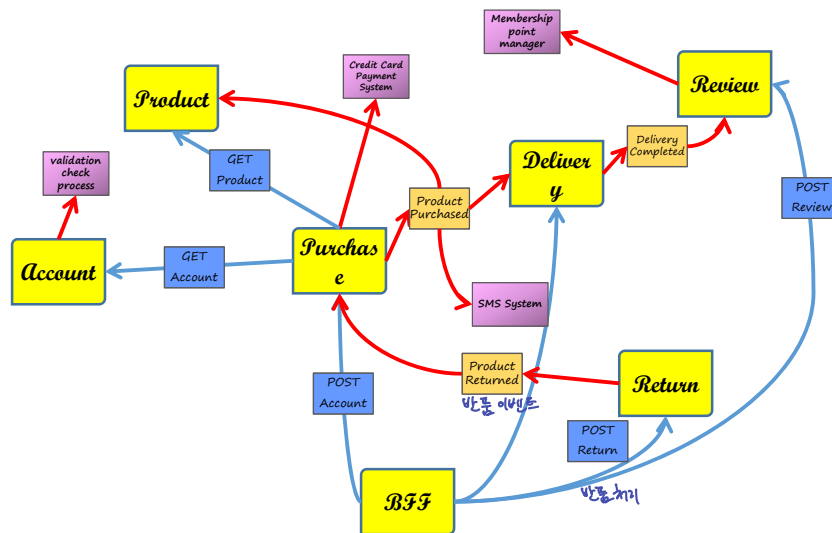 Membership
point
manager
Credit Card
Payment
System
Review
Product
Delivery
Completed
validation
check
process
GET
Product
Deliver
y
Product
Purchased
POST
Review
Account
GET
Account
Purchas
e
SMS System
Product
Returned
Return
POST
Account
반품 이벤트
POST
Return
BFF
반품처리